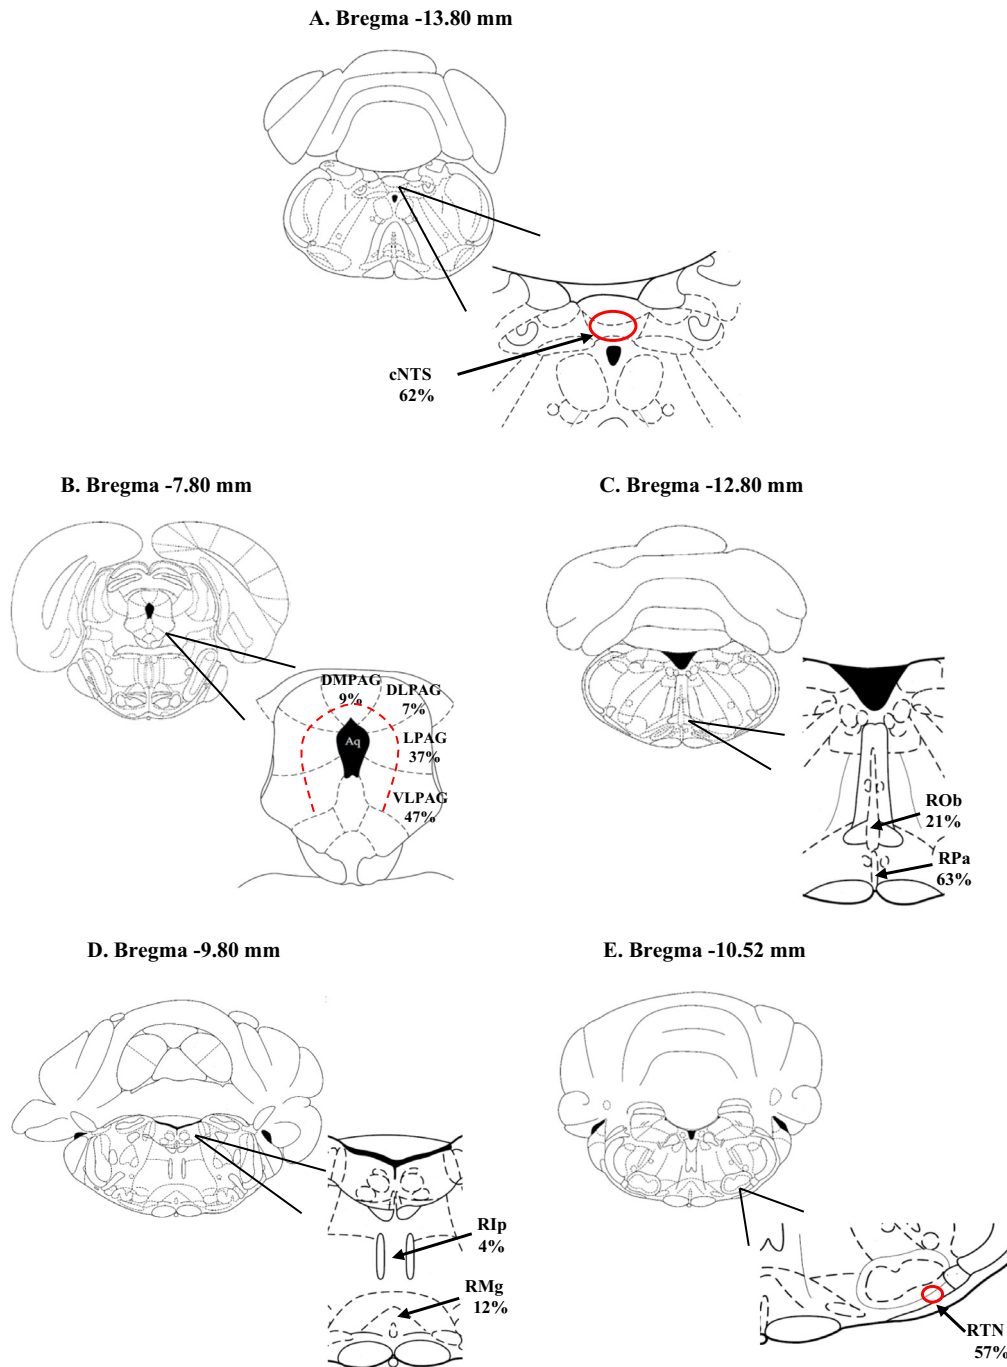 A. Bregma -13.80 mm
cNTS
62%
B. Bregma -7.80 mm
C. Bregma -12.80 mm
DMPAG
9%
DLPAG
7%
Aq
LPAG
37%
VLPAG
47%
ROb
21%
RPa
63%
D. Bregma -9.80 mm
E. Bregma -10.52 mm
RIp
4%
RMg
12%
RTN
57%